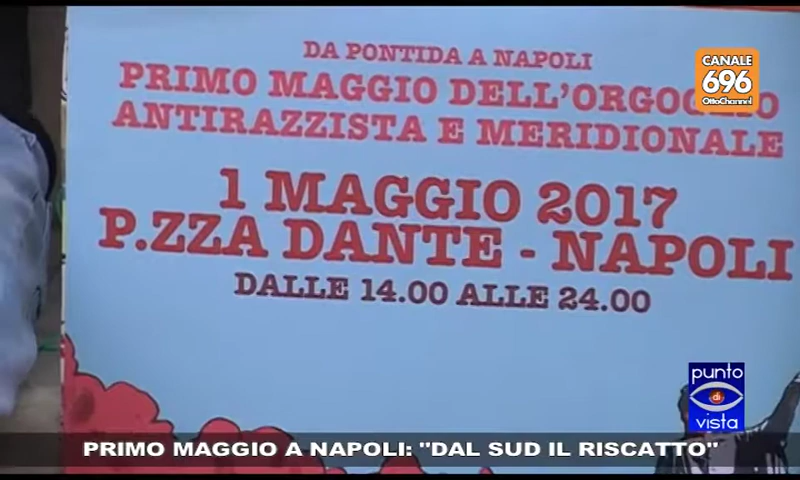 DA PONTIDA A NAPOLI
PRIMO MAGGIO DELL'ORGOGLIO
ANTIRAZZISTA E MERIDIONALE
1 MAGGIO 2017
P.ZZA DANTE - NAPOLI
DALLE 14.00 ALLE 24.00
CANALE
696
OttoChannel
punto
di
vista
PRIMO MAGGIO A NAPOLI: "DAL SUD IL RISCATTO"